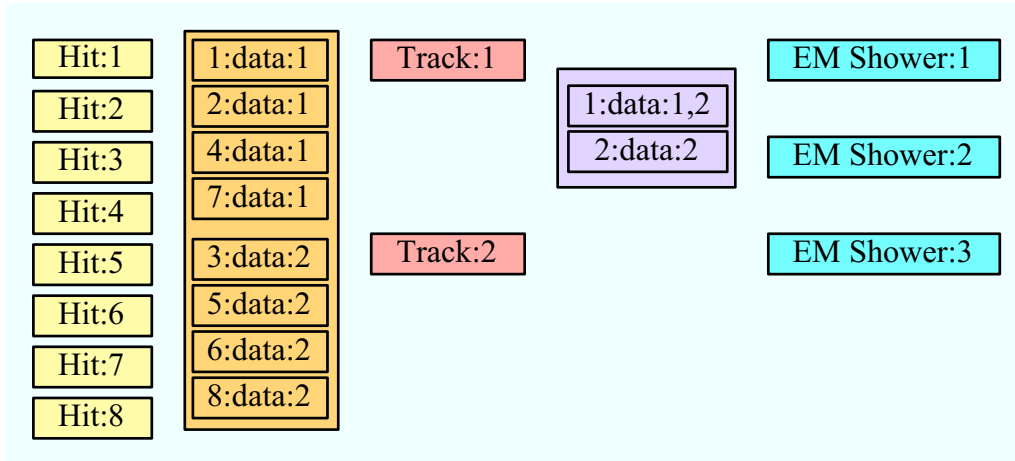 Hit:1
Hit:2
Hit:3
Hit:4
Hit:5
Hit:6
Hit:7
Hit:8
1:data:1
2:data:1
4:data:1
7:data:1
3:data:2
5:data:2
6:data:2
8:data:2
Track:1
Track:2
1:data:1,2
2:data:2
EM Shower:1
EM Shower:2
EM Shower:3